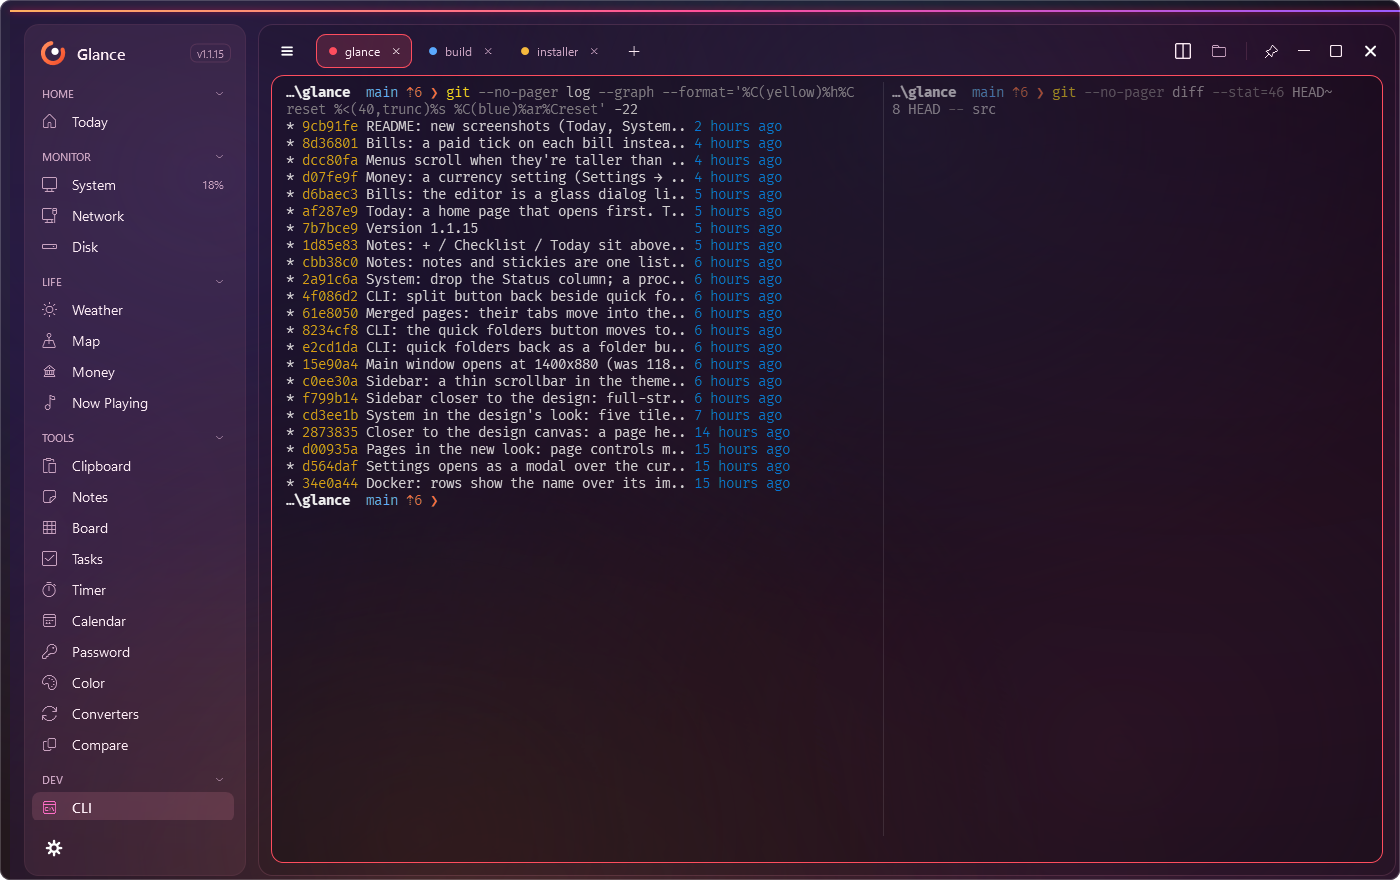 Glance
v1.1.15
HOME
Today
MONITOR
System 18%
Network
Disk
LIFE
Weather
Map
Money
Now Playing
TOOLS
Clipboard
Notes
Board
Tasks
Timer
Calendar
Password
Color
Converters
Compare
DEV
CLI
glance × build × installer × +
…\glance main ⇡6 ❯ git --no-pager log --graph --format='%C(yellow)%h%C
reset %<(40,trunc)%s %C(blue)%ar%Creset' -22
* 9cb91fe README: new screenshots (Today, System.. 2 hours ago
* 8d36801 Bills: a paid tick on each bill instea.. 4 hours ago
* dcc80fa Menus scroll when they're taller than .. 4 hours ago
* d07fe9f Money: a currency setting (Settings → .. 4 hours ago
* d6baec3 Bills: the editor is a glass dialog li.. 5 hours ago
* af287e9 Today: a home page that opens first. T.. 5 hours ago
* 7b7bce9 Version 1.1.15 5 hours ago
* 1d85e83 Notes: + / Checklist / Today sit above.. 5 hours ago
* cbb38c0 Notes: notes and stickies are one list.. 6 hours ago
* 2a91c6a System: drop the Status column; a proc.. 6 hours ago
* 4f086d2 CLI: split button back beside quick fo.. 6 hours ago
* 61e8050 Merged pages: their tabs move into the.. 6 hours ago
* 8234cf8 CLI: the quick folders button moves to.. 6 hours ago
* e2cd1da CLI: quick folders back as a folder bu.. 6 hours ago
* 15e90a4 Main window opens at 1400x880 (was 118.. 6 hours ago
* c0ee30a Sidebar: a thin scrollbar in the theme.. 6 hours ago
* f799b14 Sidebar closer to the design: full-str.. 6 hours ago
* cd3ee1b System in the design's look: five tile.. 7 hours ago
* 2873835 Closer to the design canvas: a page he.. 14 hours ago
* d00935a Pages in the new look: page controls m.. 15 hours ago
* d564daf Settings opens as a modal over the cur.. 15 hours ago
* 34e0a44 Docker: rows show the name over its im.. 15 hours ago
…\glance main ⇡6 ❯
…\glance main ⇡6 ❯ git --no-pager diff --stat=46 HEAD~
8 HEAD -- src